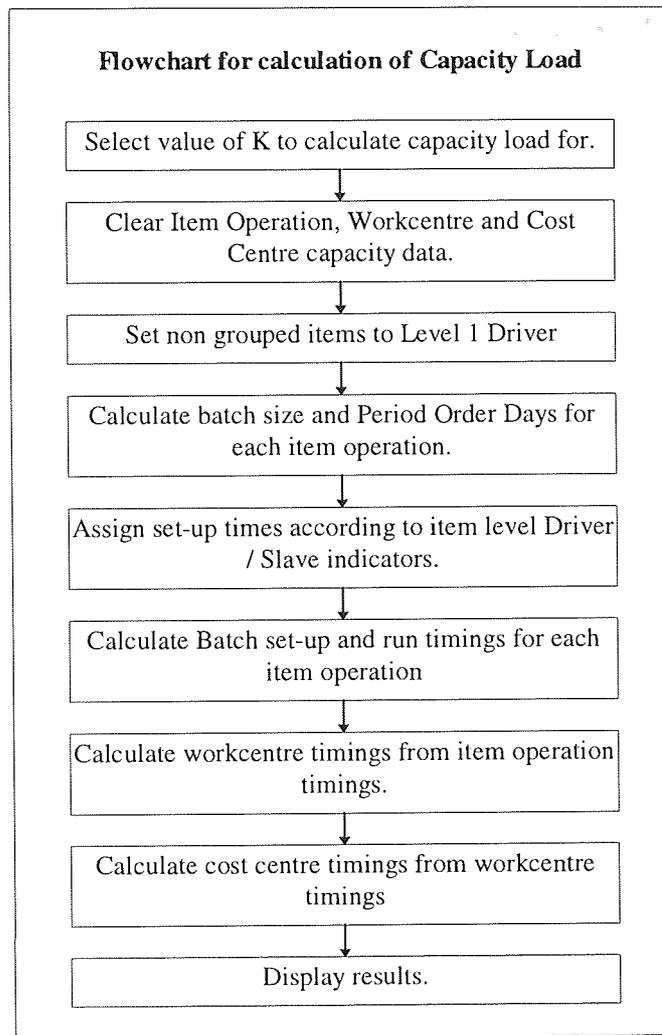 Flowchart for calculation of Capacity Load
Select value of K to calculate capacity load for.
Clear Item Operation, Workcentre and Cost
Centre capacity data.
Set non grouped items to Level 1 Driver
Calculate batch size and Period Order Days for
each item operation.
Assign set-up times according to item level Driver
/ Slave indicators.
Calculate Batch set-up and run timings for each
item operation
Calculate workcentre timings from item operation
timings.
Calculate cost centre timings from workcentre
timings
Display results.